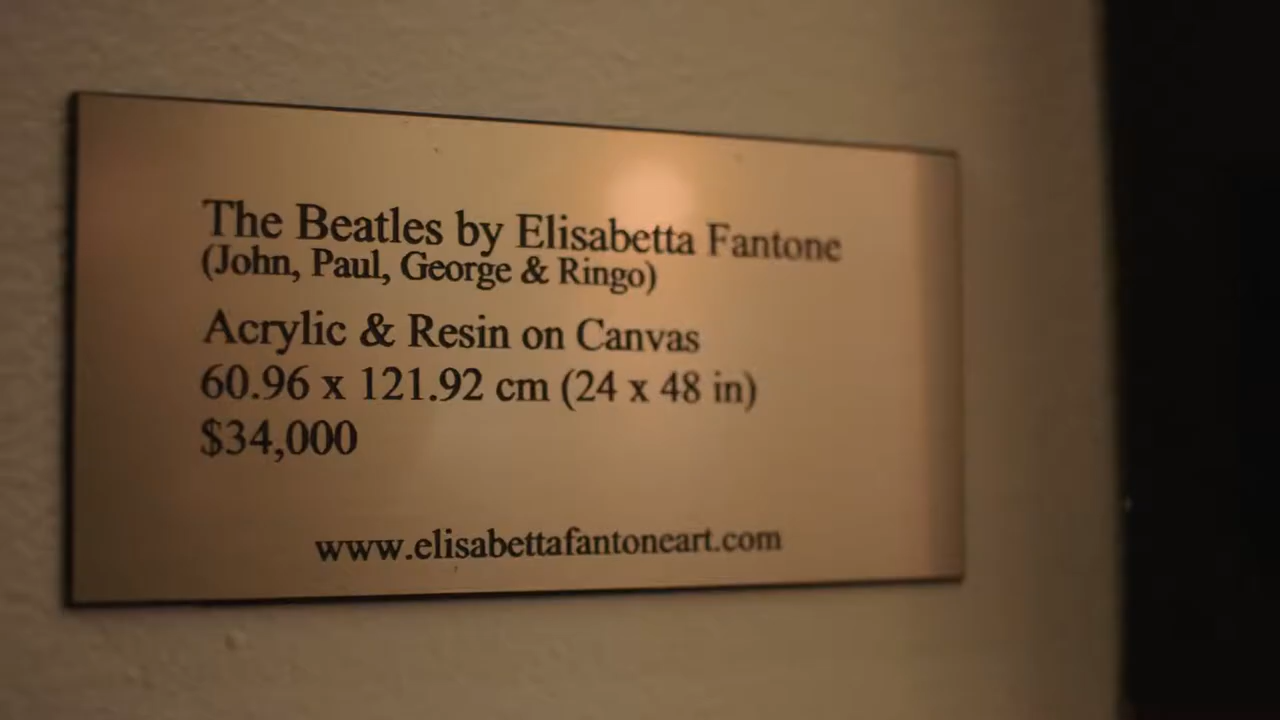 The Beatles by Elisabetta Fantone
(John, Paul, George & Ringo)
Acrylic & Resin on Canvas
60.96 x 121.92 cm (24 x 48 in)
$34,000
www.elisabettafantoneart.com